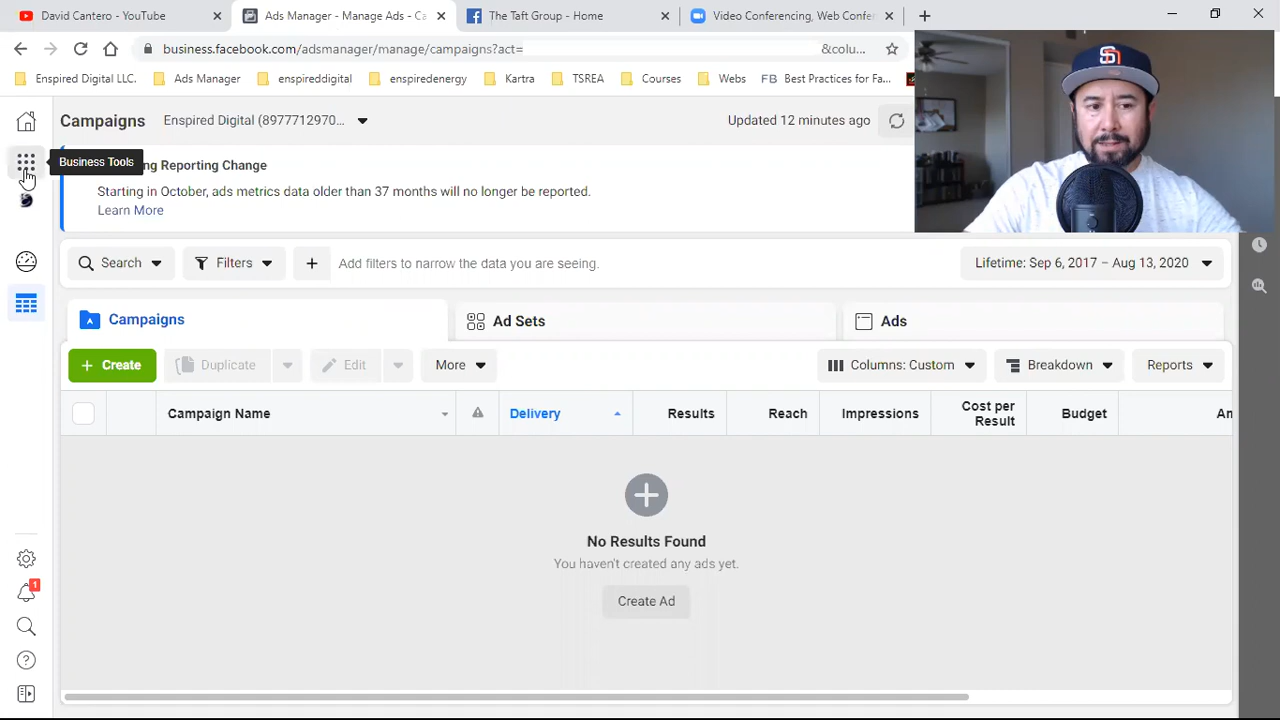 David Cantero - YouTube
Ads Manager - Manage Ads - Ca
The Taft Group - Home
Video Conferencing, Web Confer
business.facebook.com/adsmanager/manage/campaigns?act=
&colu...
Enspired Digital LLC.
Ads Manager
enspireddigital
enspiredenergy
Kartra
TSREA
Courses
Webs
FB Best Practices for Fa...
Campaigns
Enspired Digital (8977712970...
Updated 12 minutes ago
Business Tools
ng Reporting Change
Starting in October, ads metrics data older than 37 months will no longer be reported.
Learn More
Search
Filters
Add filters to narrow the data you are seeing.
Lifetime: Sep 6, 2017 – Aug 13, 2020
Campaigns
Ad Sets
Ads
+ Create
Duplicate
Edit
More
Columns: Custom
Breakdown
Reports
Campaign Name
Delivery
Results
Reach
Impressions
Cost per
Result
Budget
Am
No Results Found
You haven't created any ads yet.
Create Ad
1
SD